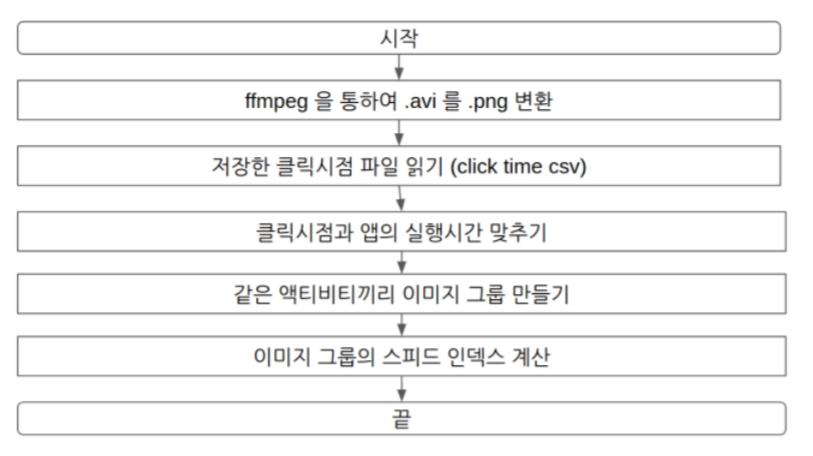 시작
ffmpeg 을 통하여 .avi 를 .png 변환
저장한 클릭시점 파일 읽기 (click time csv)
클릭시점과 앱의 실행시간 맞추기
같은 액티비티끼리 이미지 그룹 만들기
이미지 그룹의 스피드 인덱스 계산
끝